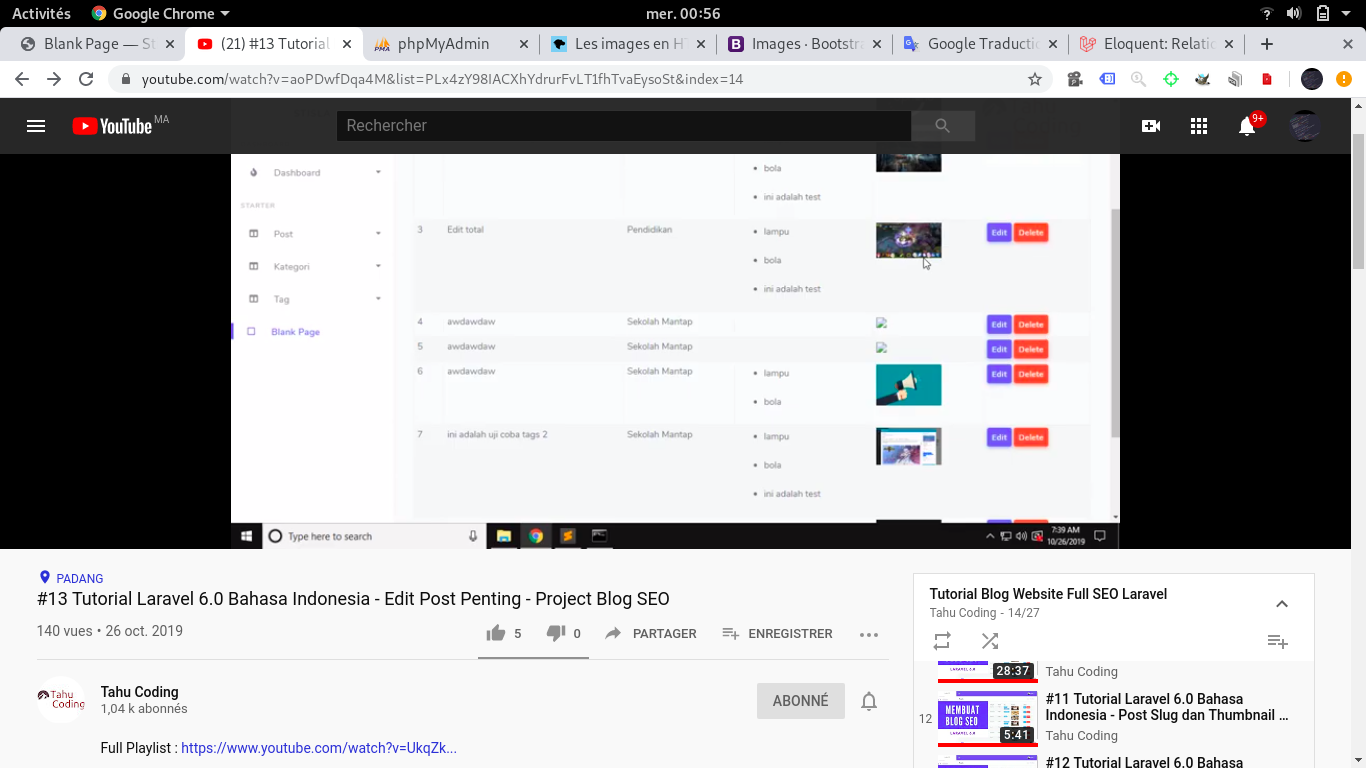 Activités Google Chrome mer. 00:56
Blank Page — St (21) #13 Tutorial phpMyAdmin Les images en HT Images · Bootstra Google Traductio Eloquent: Relatio
youtube.com/watch?v=aoPDwfDqa4M&list=PLx4zY98IACXhYdrurFvLT1fhTvaEysoSt&index=14
YouTube MA Rechercher 9+
Dashboard
STARTER
Post
Kategori
Tag
Blank Page
bola
ini adalah test
3 Edit total Pendidikan lampu Edit Delete
bola
ini adalah test
4 awdawdaw Sekolah Mantap Edit Delete
5 awdawdaw Sekolah Mantap Edit Delete
6 awdawdaw Sekolah Mantap lampu Edit Delete
bola
7 ini adalah uji coba tags 2 Sekolah Mantap lampu Edit Delete
bola
ini adalah test
Type here to search
7:39 AM
10/26/2019
PADANG
#13 Tutorial Laravel 6.0 Bahasa Indonesia - Edit Post Penting - Project Blog SEO
140 vues • 26 oct. 2019
5 0 PARTAGER ENREGISTRER
Tahu Coding
Tahu Coding
1,04 k abonnés
ABONNÉ
Full Playlist : https://www.youtube.com/watch?v=UkqZk...
Tutorial Blog Website Full SEO Laravel
Tahu Coding - 14/27
28:37
Tahu Coding
12
MEMBUAT
BLOG SEO
LARAVEL 6.0
5:41
#11 Tutorial Laravel 6.0 Bahasa
Indonesia - Post Slug dan Thumbnail ...
Tahu Coding
#12 Tutorial Laravel 6.0 Bahasa